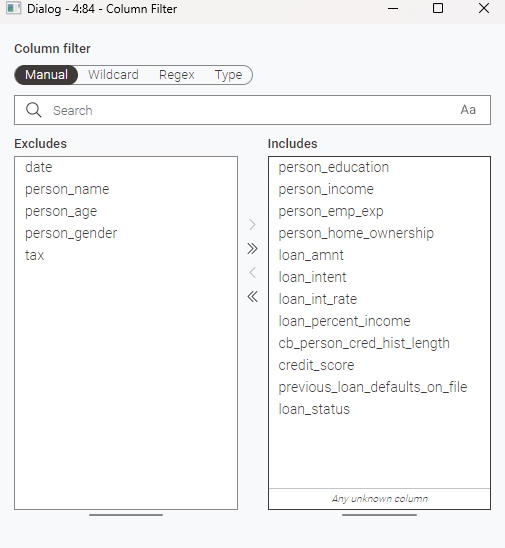 Dialog - 4:84 - Column Filter
Column filter
Manual Wildcard Regex Type
Search Aa
Excludes
date
person_name
person_age
person_gender
tax
Includes
person_education
person_income
person_emp_exp
person_home_ownership
loan_amnt
loan_intent
loan_int_rate
loan_percent_income
cb_person_cred_hist_length
credit_score
previous_loan_defaults_on_file
loan_status
Any unknown column